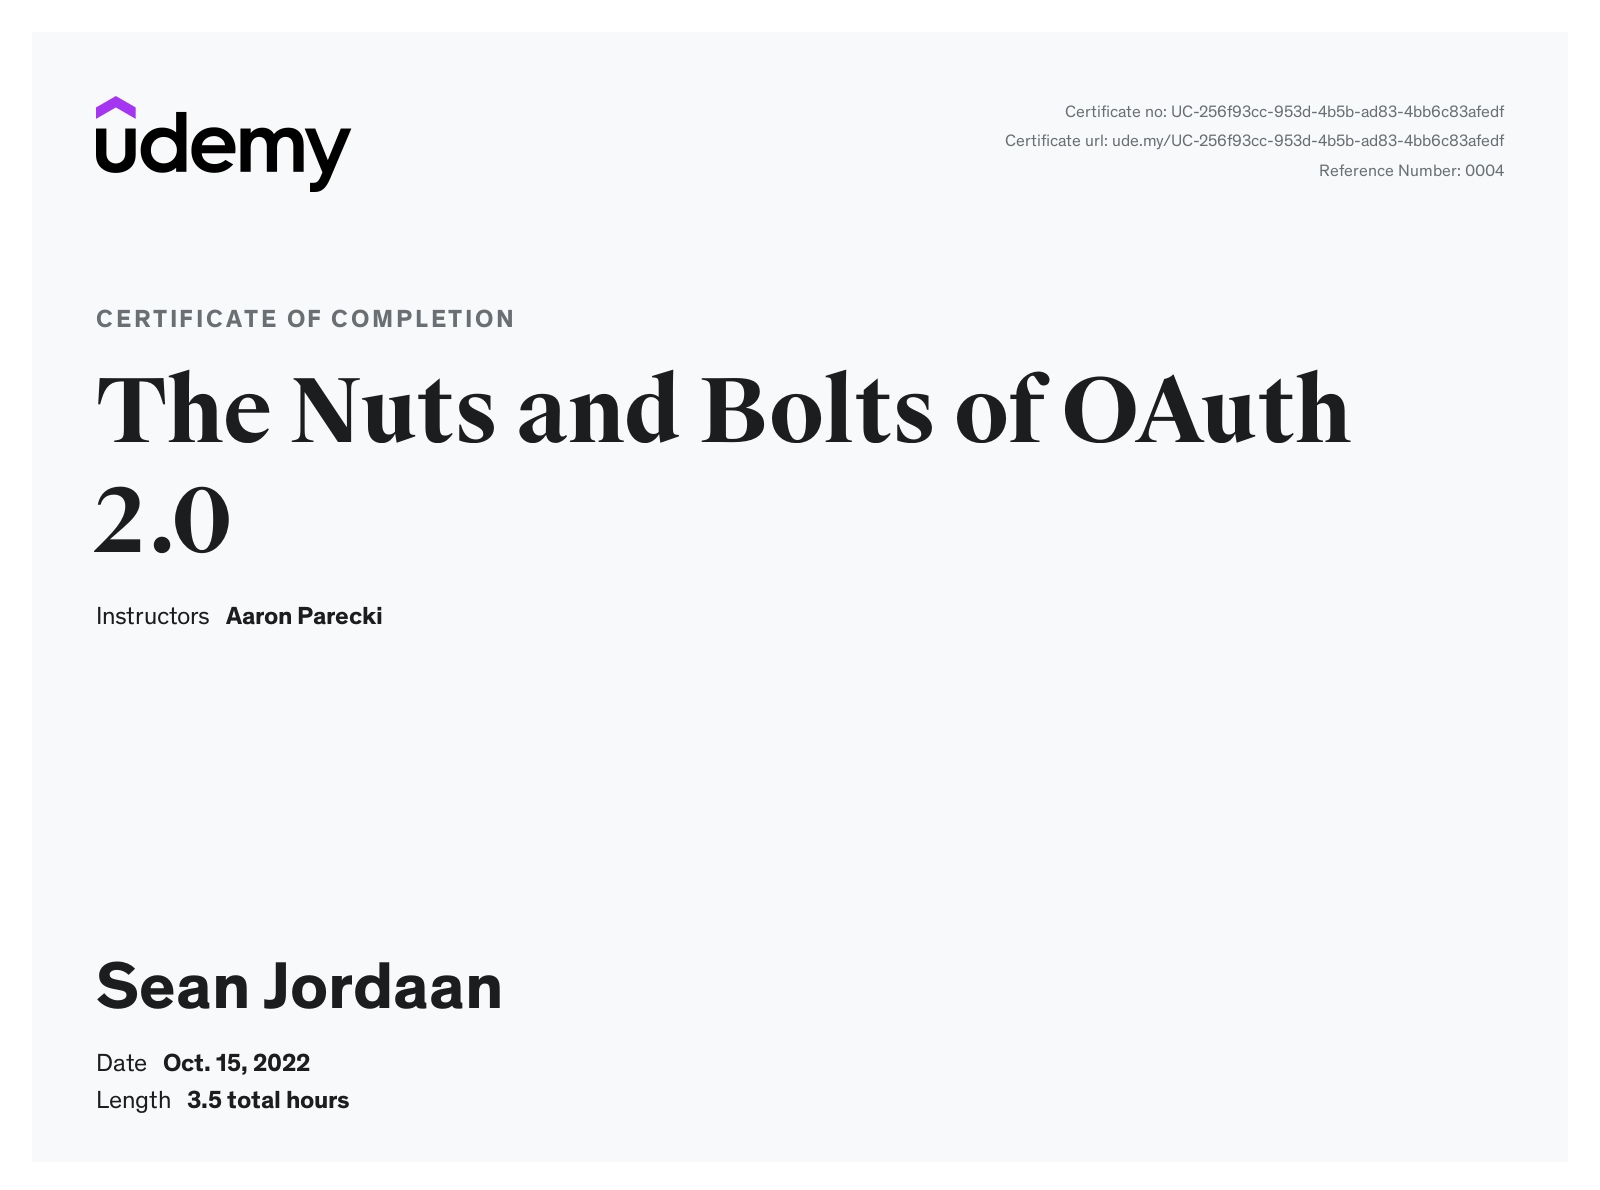 udemy
Certificate no: UC-256f93cc-953d-4b5b-ad83-4bb6c83afedf
Certificate url: ude.my/UC-256f93cc-953d-4b5b-ad83-4bb6c83afedf
Reference Number: 0004
CERTIFICATE OF COMPLETION
The Nuts and Bolts of OAuth
2.0
Instructors Aaron Parecki
Sean Jordaan
Date Oct. 15, 2022
Length 3.5 total hours